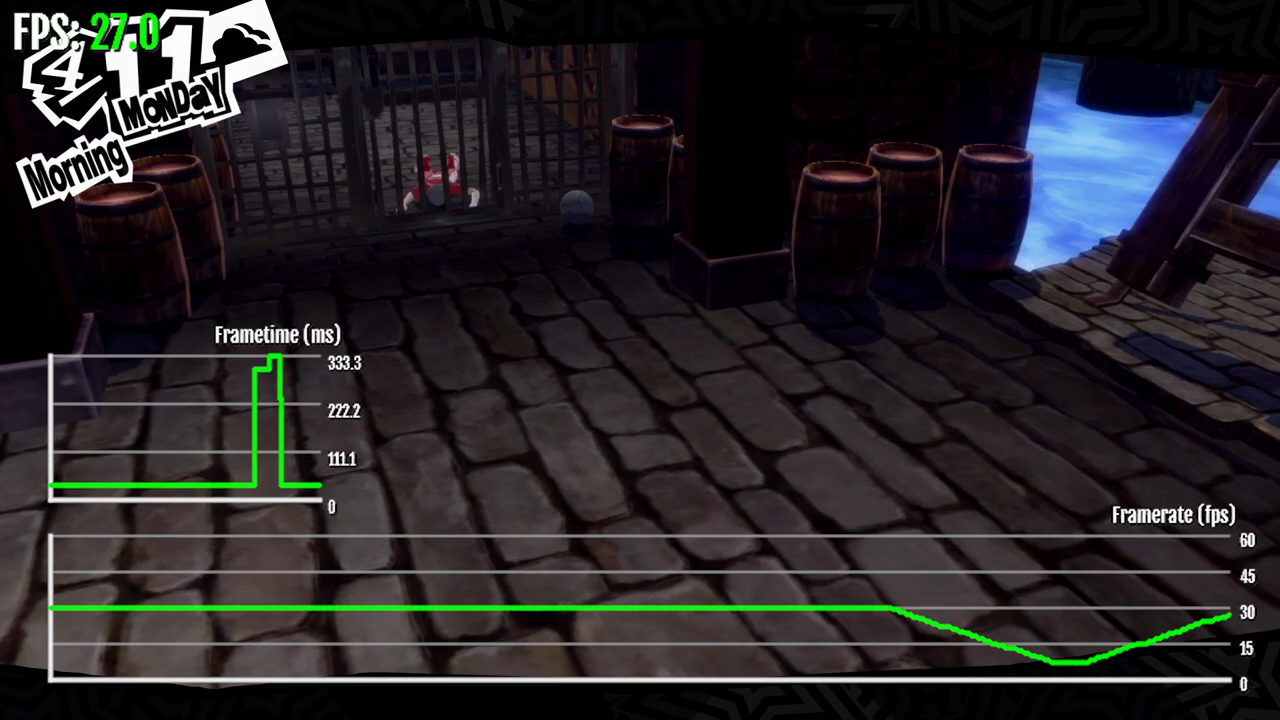 FPS: 27.0
4 11
MONDAY
Morning
Frametime (ms)
333.3
222.2
111.1
0
Framerate (fps)
60
45
30
15
0